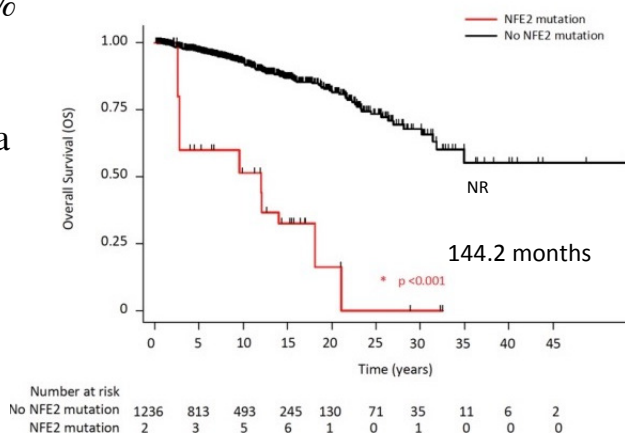 %
a
NFE2 mutation
No NFE2 mutation
Overall Survival (OS)
1.00
0.75
0.50
0.25
0
NR
144.2 months
* p <0.001
0 5 10 15 20 25 30 35 40 45
Time (years)
Number at risk
No NFE2 mutation 1236 813 493 245 130 71 35 11 6 2
NFE2 mutation 2 3 5 6 1 0 1 0 0 0